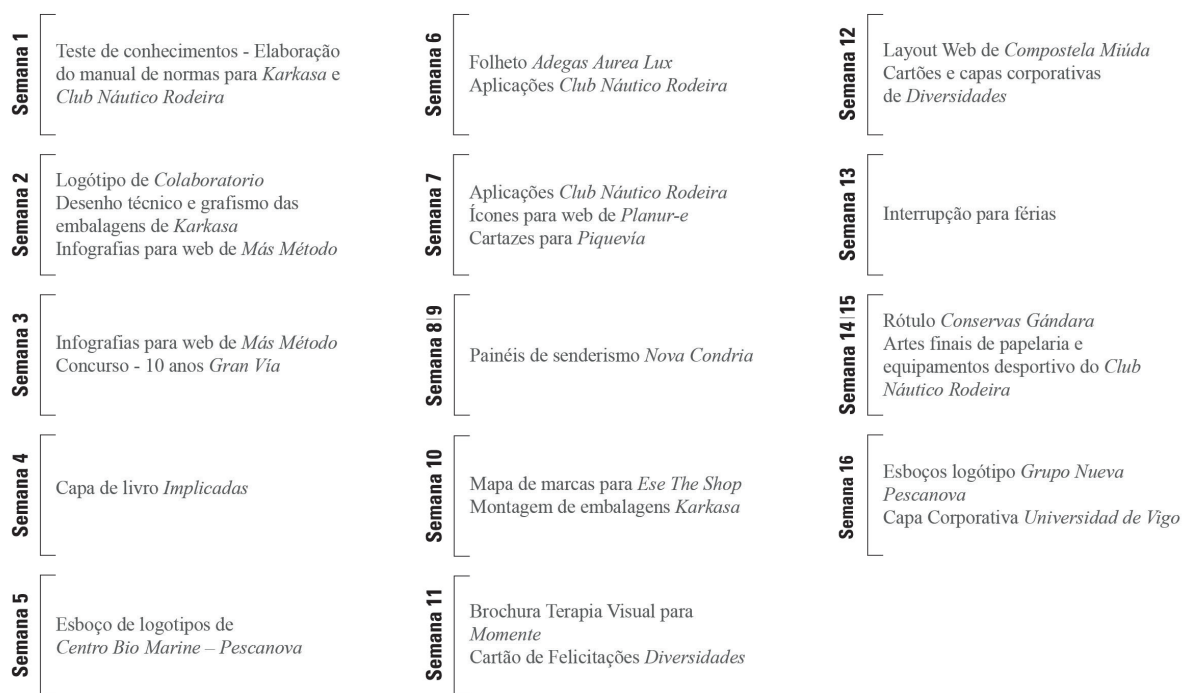 Semana 1
Teste de conhecimentos - Elaboração
do manual de normas para Karkasa e
Club Náutico Rodeira
Semana 2
Logótipo de Colaboratorio
Desenho técnico e grafismo das
embalagens de Karkasa
Infografias para web de Más Método
Semana 3
Infografias para web de Más Método
Concurso - 10 anos Gran Vía
Semana 4
Capa de livro Implicadas
Semana 5
Esboço de logotipos de
Centro Bio Marine – Pescanova
Semana 6
Folheto Adegas Aurea Lux
Aplicações Club Náutico Rodeira
Semana 7
Aplicações Club Náutico Rodeira
Ícones para web de Planur-e
Cartazes para Piquevía
Semana 8|9
Painéis de senderismo Nova Condria
Semana 10
Mapa de marcas para Ese The Shop
Montagem de embalagens Karkasa
Semana 11
Brochura Terapia Visual para
Momente
Cartão de Felicitações Diversidades
Semana 12
Layout Web de Compostela Miúda
Cartões e capas corporativas
de Diversidades
Semana 13
Interrupção para férias
Semana 14|15
Rótulo Conservas Gándara
Artes finais de papelaria e
equipamentos desportivo do Club
Náutico Rodeira
Semana 16
Esboços logótipo Grupo Nueva
Pescanova
Capa Corporativa Universidad de Vigo